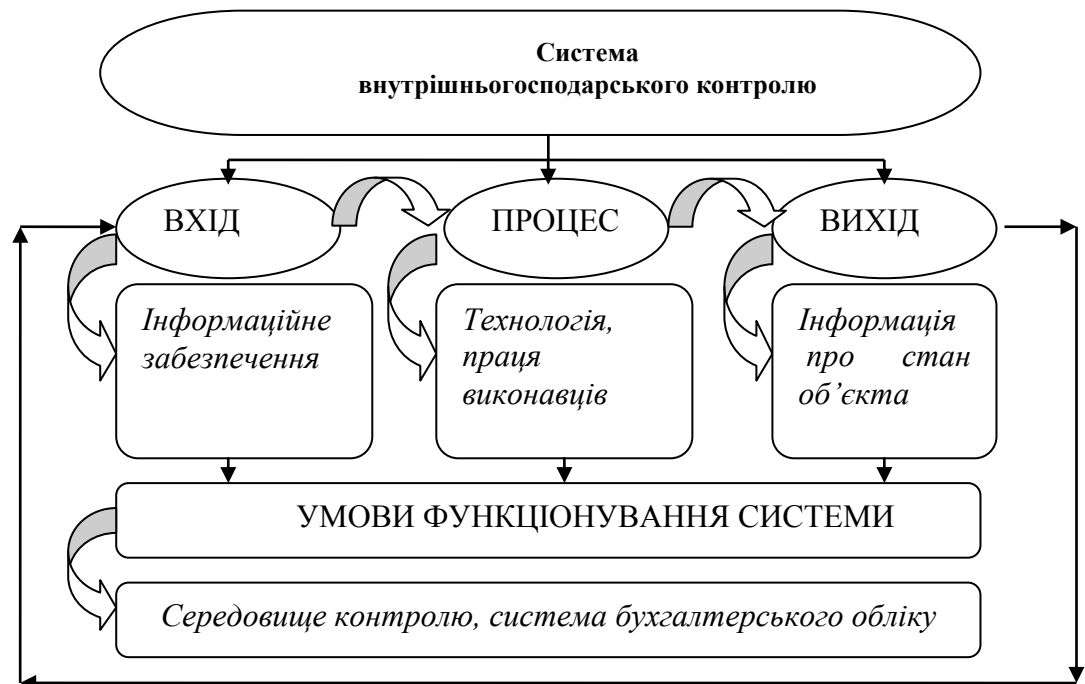 Система
внутрішньогосподарського контролю
ВХІД
ПРОЦЕС
ВИХІД
Інформаційне
забезпечення
Технологія,
праця
виконавців
Інформація
про стан
об’єкта
УМОВИ ФУНКЦІОНУВАННЯ СИСТЕМИ
Середовище контролю, система бухгалтерського обліку